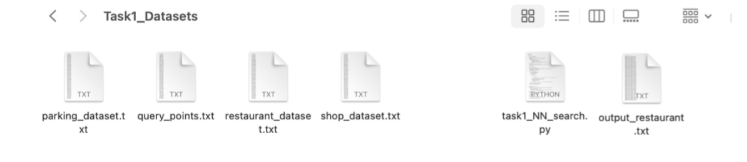 Task1_Datasets
TXT
TXT
TXT
TXT
PYTHON
TXT
parking_dataset.t
xt
query_points.txt
restaurant_datase
t.txt
shop_dataset.txt
task1_NN_search.
py
output_restaurant
.txt